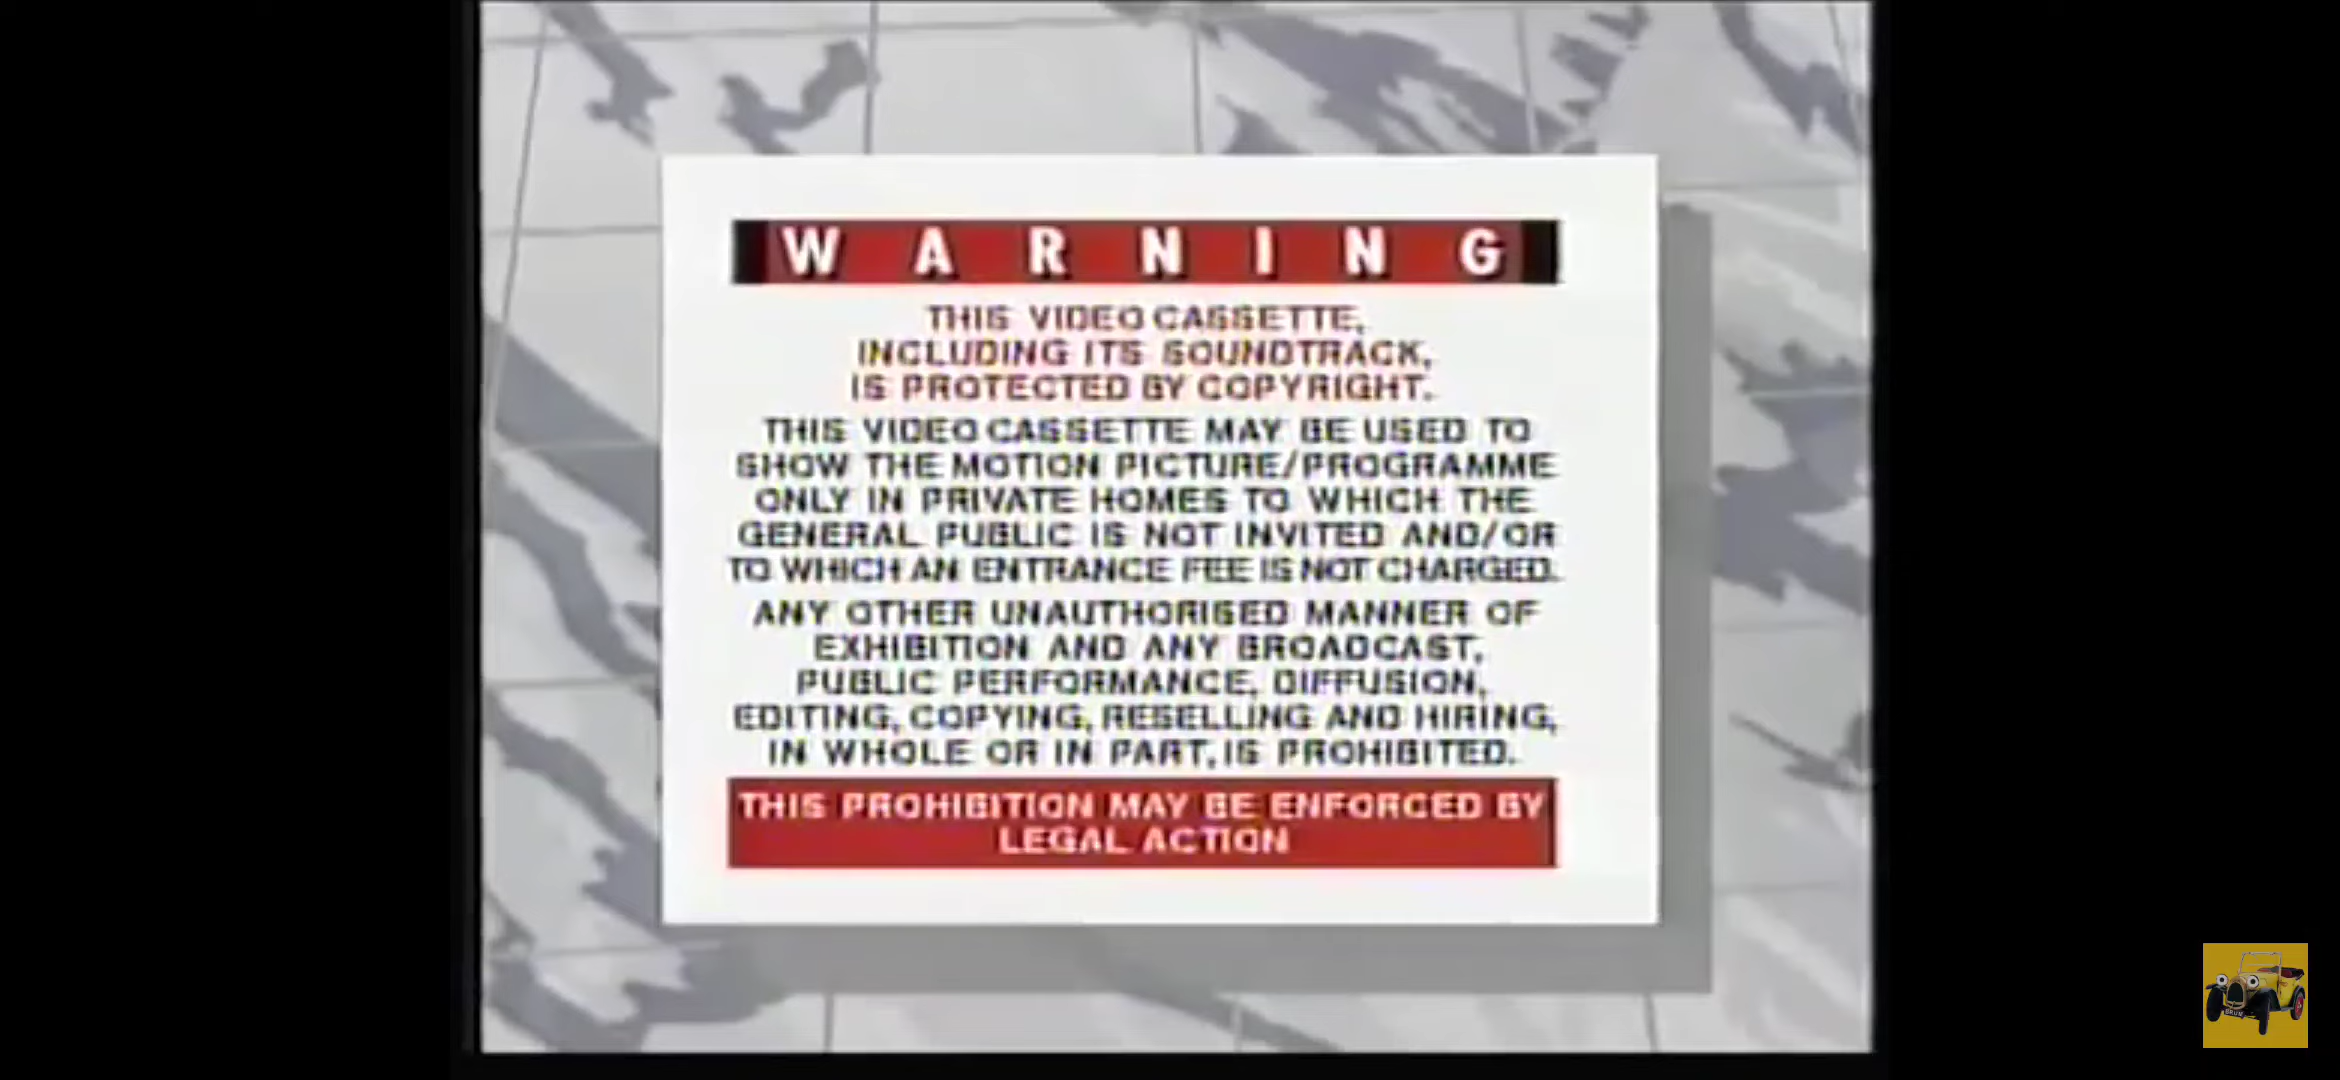 WARNING
THIS VIDEO CASSETTE,
INCLUDING ITS SOUNDTRACK,
IS PROTECTED BY COPYRIGHT.
THIS VIDEO CASSETTE MAY BE USED TO
SHOW THE MOTION PICTURE/PROGRAMME
ONLY IN PRIVATE HOMES TO WHICH THE
GENERAL PUBLIC IS NOT INVITED AND/OR
TO WHICH AN ENTRANCE FEE IS NOT CHARGED.
ANY OTHER UNAUTHORISED MANNER OF
EXHIBITION AND ANY BROADCAST,
PUBLIC PERFORMANCE, DIFFUSION,
EDITING, COPYING, RESELLING AND HIRING,
IN WHOLE OR IN PART, IS PROHIBITED.
THIS PROHIBITION MAY BE ENFORCED BY
LEGAL ACTION
BRUM